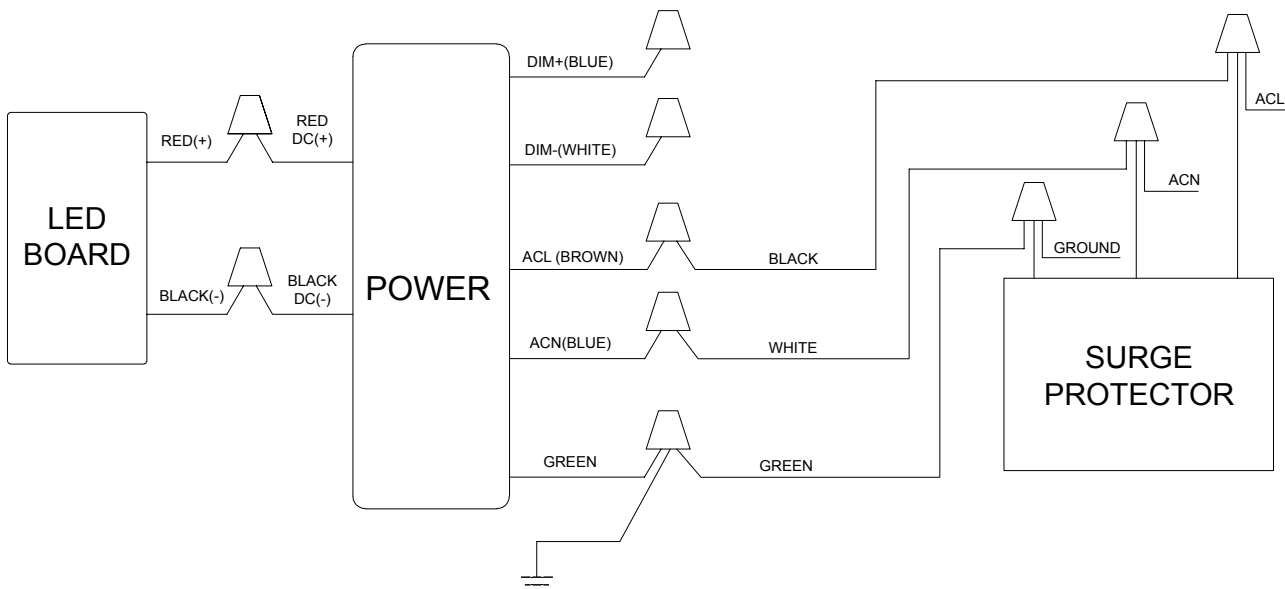 DIM+(BLUE)
ACL
RED
DC(+)
RED(+)
DIM-(WHITE)
ACN
LED
BOARD
GROUND
ACL (BROWN)
BLACK
BLACK
DC(-)
BLACK(-)
POWER
ACN(BLUE)
WHITE
SURGE
PROTECTOR
GREEN
GREEN